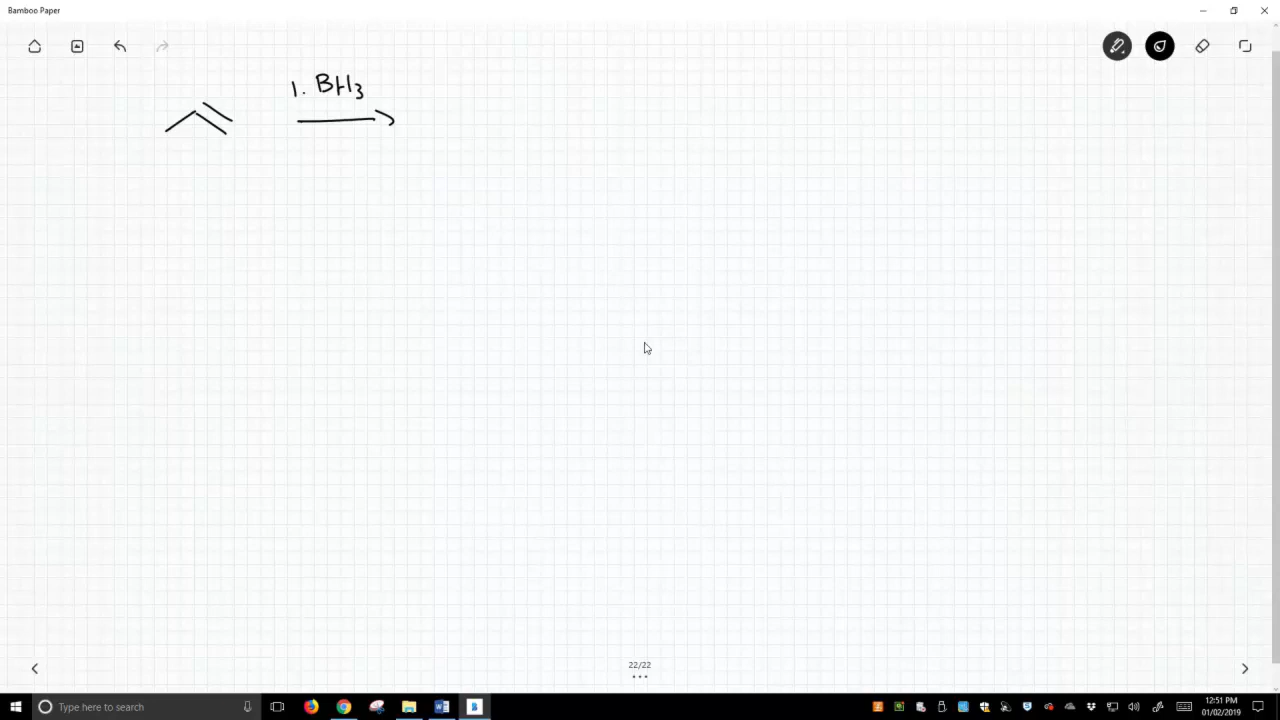 Bamboo Paper
1. BH3
22/22
Type here to search
12:51 PM
01/02/2019